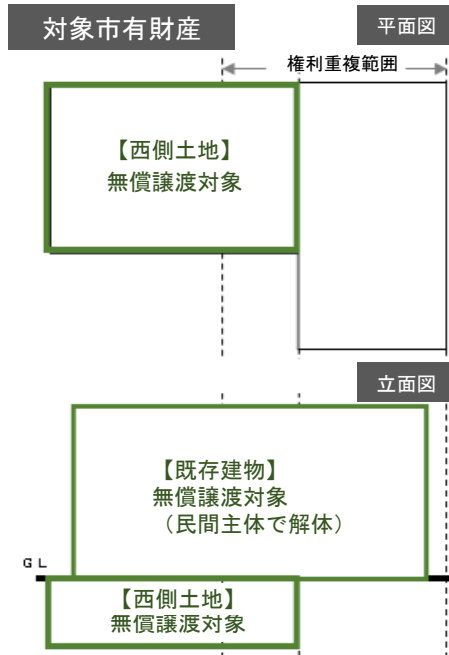 対象市有財産
平面図
権利重複範囲
【西側土地】
無償譲渡対象
立面図
【既存建物】
無償譲渡対象
（民間主体で解体）
GL
【西側土地】
無償譲渡対象